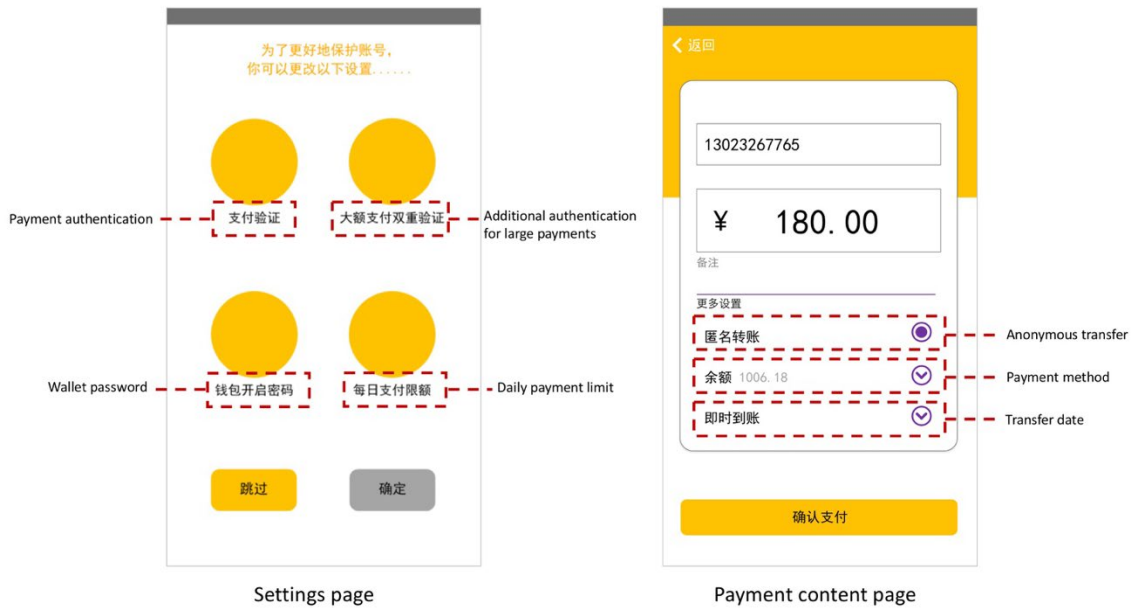 为了更好地保护账号，
你可以更改以下设置......
Payment authentication
支付验证
大额支付双重验证
Additional authentication
for large payments
Wallet password
钱包开启密码
每日支付限额
Daily payment limit
跳过
确定
Settings page
返回
13023267765
¥ 180.00
备注
更多设置
匿名转账
Anonymous transfer
余额 1006.18
Payment method
即时到账
Transfer date
确认支付
Payment content page